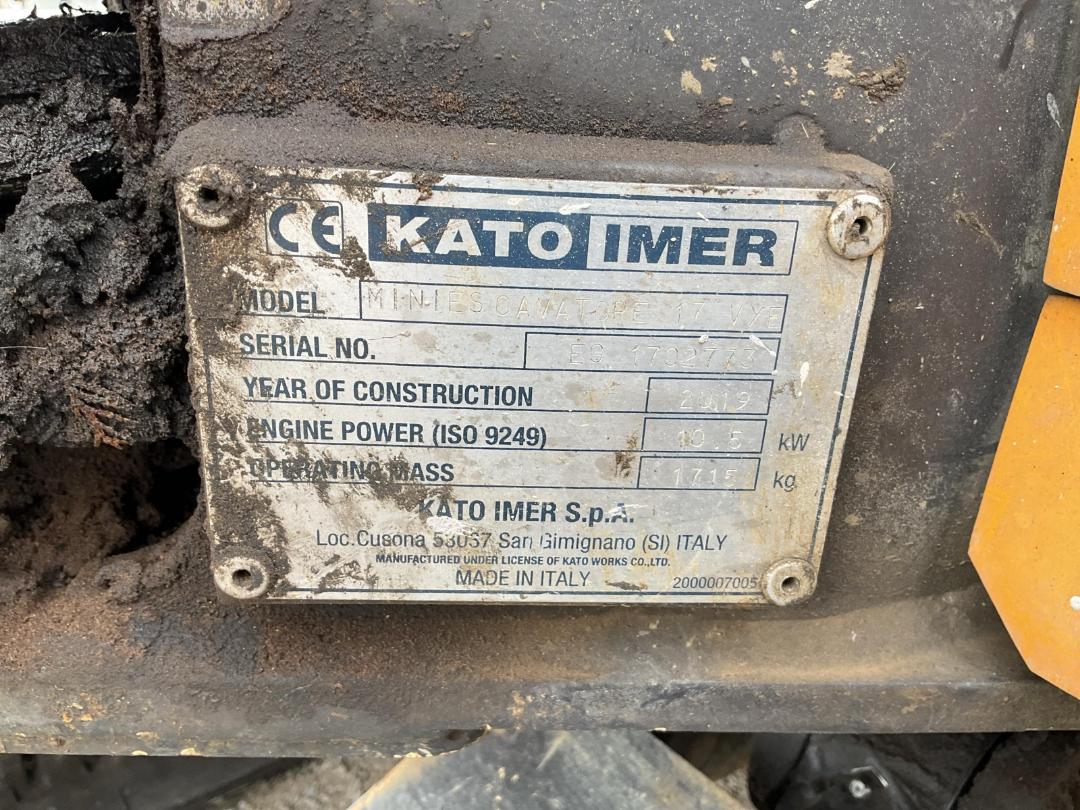 CE KATO IMER
MODEL MINIESCAVATORE 17 VXE
SERIAL NO. 1702773
YEAR OF CONSTRUCTION 2019
ENGINE POWER (ISO 9249) 10.5 kW
OPERATING MASS 1715 kg
KATO IMER S.p.A.
Loc.Cusona 53037 San Gimignano (SI) ITALY
MANUFACTURED UNDER LICENSE OF KATO WORKS CO.,LTD.
MADE IN ITALY 2000007005